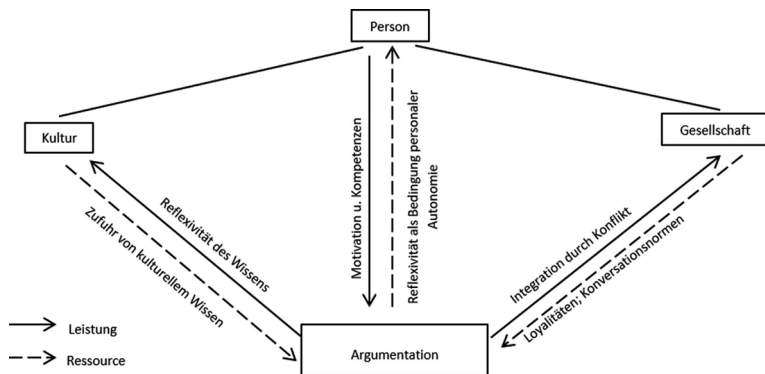 Person
Kultur
Gesellschaft
Motivation u. Kompetenzen
Reflexivität als Bedingung personaler
Autonomie
Reflexivität des Wissens
Zufuhr von kulturellem Wissen
Integration durch Konflikt
Loyalitäten; Konversationsnormen
Leistung
Ressource
Argumentation